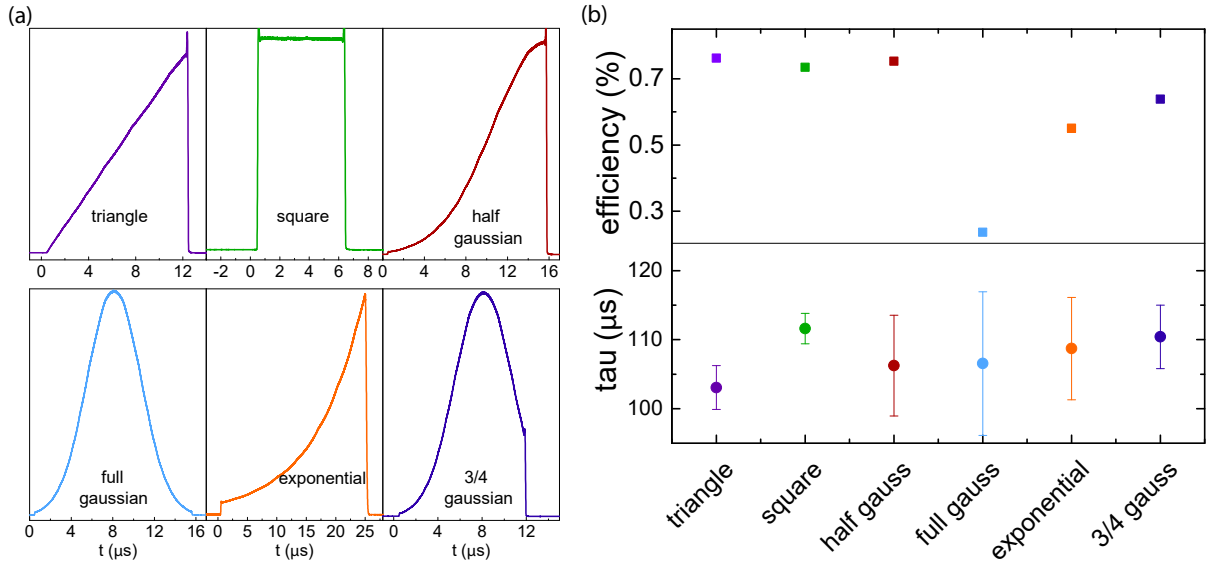 (a)
triangle
square
half
gaussian
0 4 8 12
-2 0 2 4 6 8
0 4 8 12 16
full
gaussian
exponential
3/4
gaussian
0 4 8 12 16
0 5 10 15 20 25
0 4 8 12
t (µs)
t (µs)
t (µs)
(b)
efficiency (%)
0.7
0.5
0.3
tau (µs)
120
110
100
triangle
square
half gauss
full gauss
exponential
3/4 gauss